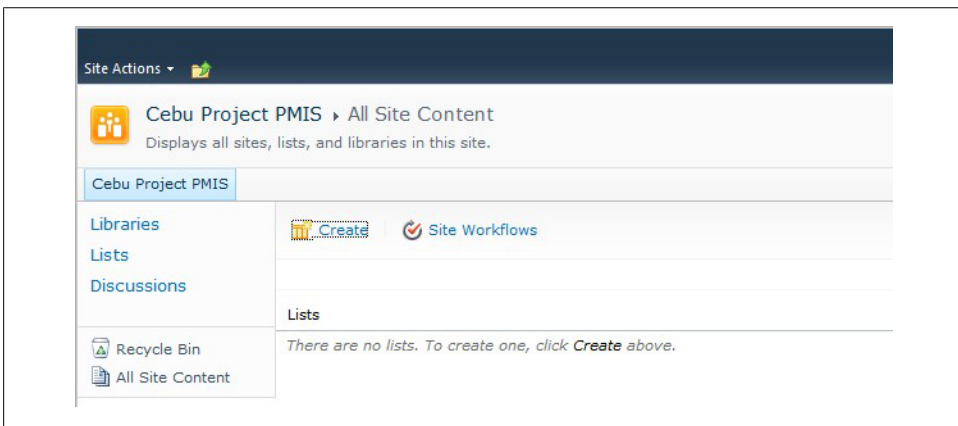 Site Actions
Cebu Project PMIS ▸ All Site Content
Displays all sites, lists, and libraries in this site.
Cebu Project PMIS
Libraries
Lists
Discussions
Recycle Bin
All Site Content
Create
Site Workflows
Lists
There are no lists. To create one, click Create above.